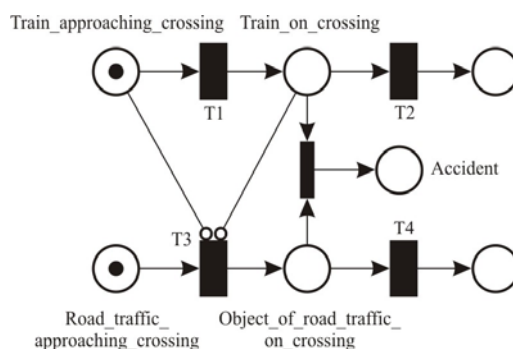 Train_approaching_crossing
Train_on_crossing
T1
T2
Accident
T3
T4
Road_traffic_
approaching_crossing
Object_of_road_traffic_
on_crossing